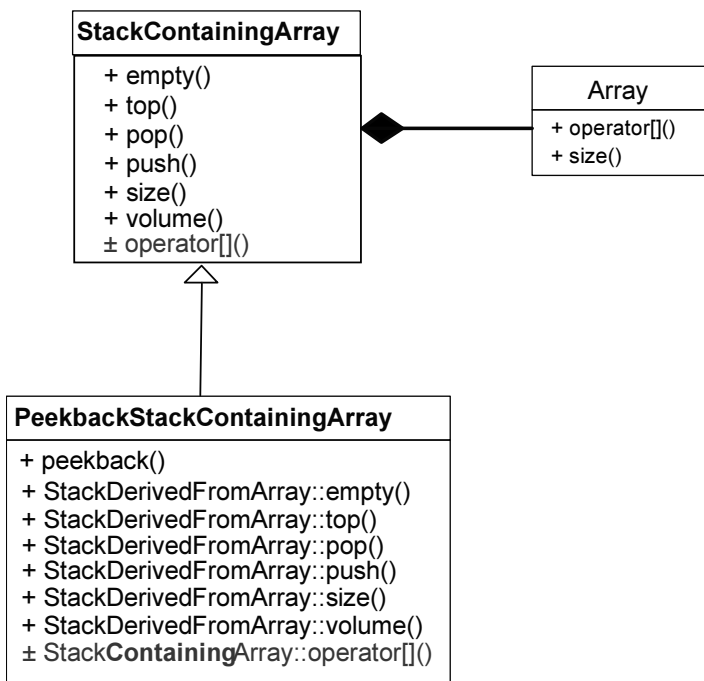 StackContainingArray
+ empty()
+ top()
+ pop()
+ push()
+ size()
+ volume()
± operator[]()
Array
+ operator[]()
+ size()
PeekbackStackContainingArray
+ peekback()
+ StackDerivedFromArray::empty()
+ StackDerivedFromArray::top()
+ StackDerivedFromArray::pop()
+ StackDerivedFromArray::push()
+ StackDerivedFromArray::size()
+ StackDerivedFromArray::volume()
± StackContainingArray::operator[]()